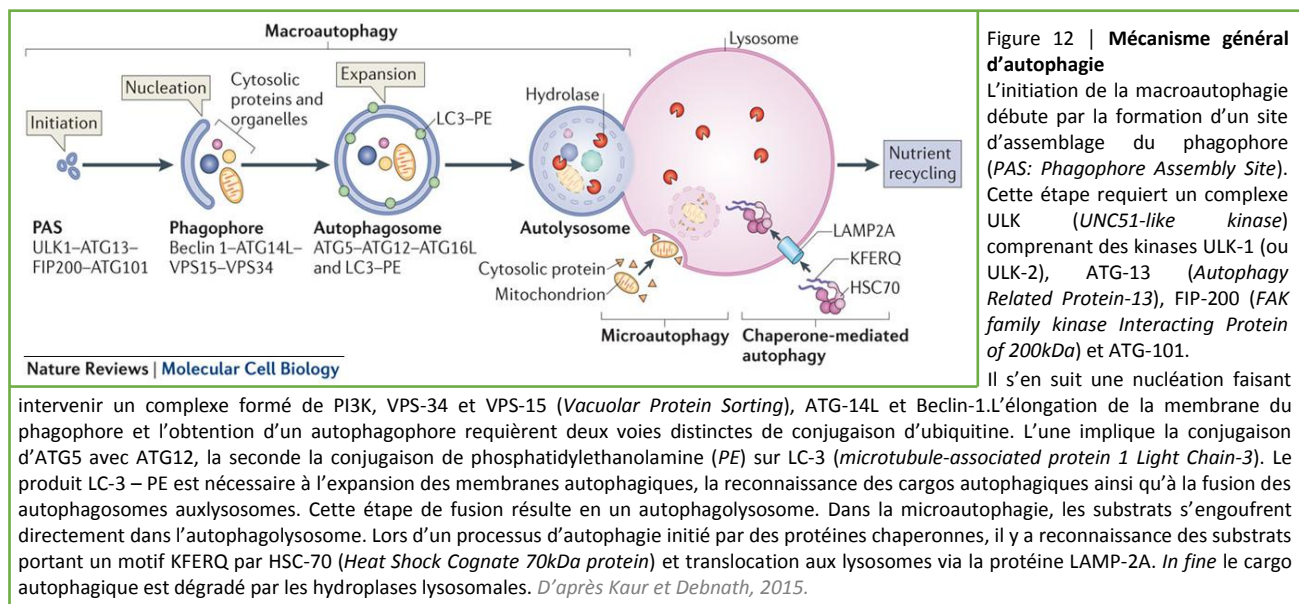 Macroautophagy
Lysosome
Expansion
Nucleation
Cytosolic
proteins and
organelles
Hydrolase
Initiation
LC3–PE
Nutrient
recycling
PAS
ULK1–ATG13–
FIP200–ATG101
Phagophore
Beclin 1–ATG14L–
VPS15–VPS34
Autophagosome
ATG5–ATG12–ATG16L
and LC3–PE
Autolysosome
Cytosolic protein
Mitochondrion
LAMP2A
KFERQ
HSC70
Microautophagy
Chaperone-mediated
autophagy
Nature Reviews | Molecular Cell Biology
Figure 12 | Mécanisme général
d'autophagie
L'initiation de la macroautophagie
débute par la formation d'un site
d'assemblage du phagophore
(PAS: Phagophore Assembly Site).
Cette étape requiert un complexe
ULK (UNC51-like kinase)
comprenant des kinases ULK-1 (ou
ULK-2), ATG-13 (Autophagy
Related Protein-13), FIP-200 (FAK
family kinase Interacting Protein
of 200kDa) et ATG-101.
Il s'en suit une nucléation faisant
intervenir un complexe formé de PI3K, VPS-34 et VPS-15 (Vacuolar Protein Sorting), ATG-14L et Beclin-1.L'élongation de la membrane du
phagophore et l'obtention d'un autophagophore requièrent deux voies distinctes de conjugaison d'ubiquitine. L'une implique la conjugaison
d'ATG5 avec ATG12, la seconde la conjugaison de phosphatidylethanolamine (PE) sur LC-3 (microtubule-associated protein 1 Light Chain-3). Le
produit LC-3 – PE est nécessaire à l'expansion des membranes autophagiques, la reconnaissance des cargos autophagiques ainsi qu'à la fusion des
autophagosomes auxlysosomes. Cette étape de fusion résulte en un autophagolysosome. Dans la microautophagie, les substrats s'engouffrent
directement dans l'autophagolysosome. Lors d'un processus d'autophagie initié par des protéines chaperonnes, il y a reconnaissance des substrats
portant un motif KFERQ par HSC-70 (Heat Shock Cognate 70kDa protein) et translocation aux lysosomes via la protéine LAMP-2A. In fine le cargo
autophagique est dégradé par les hydroplases lysosomales. D'après Kaur et Debnath, 2015.